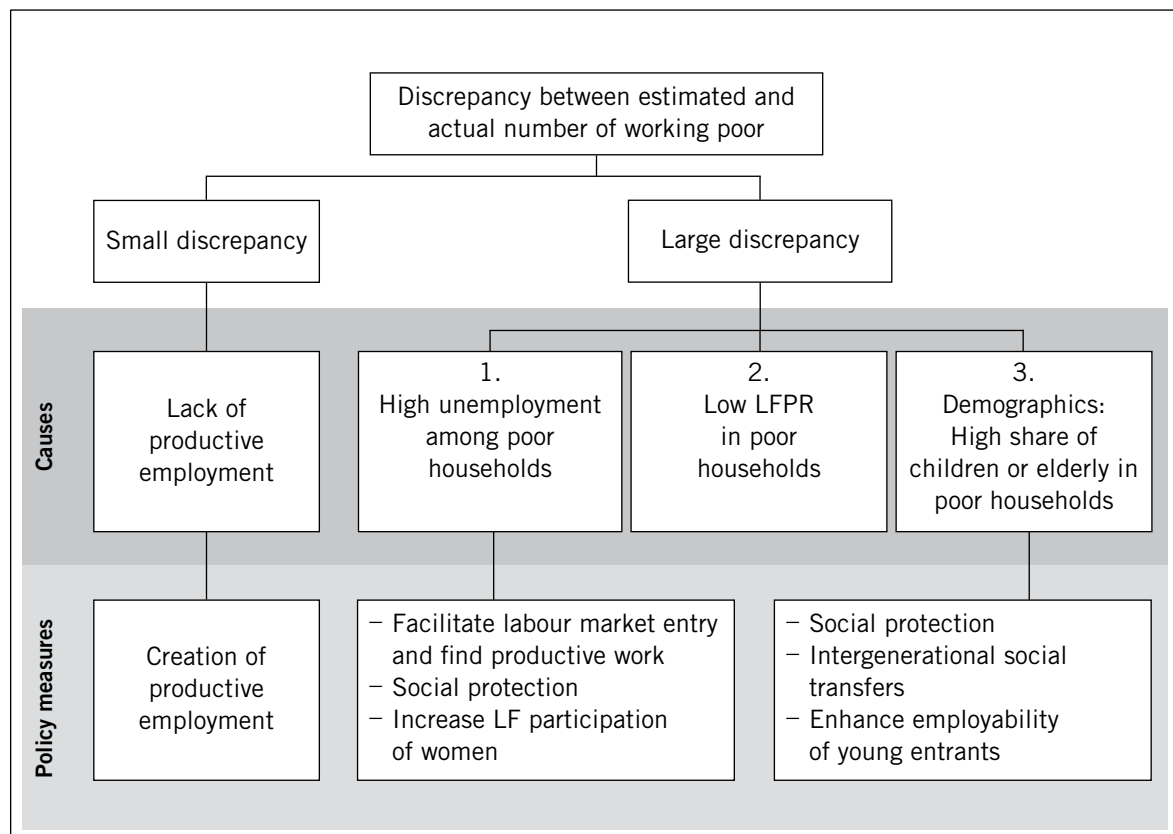 Discrepancy between estimated and
actual number of working poor
Small discrepancy
Large discrepancy
Causes
Lack of
productive
employment
1.
High unemployment
among poor
households
2.
Low LFPR
in poor
households
3.
Demographics:
High share of
children or elderly in
poor households
Policy measures
Creation of
productive
employment
– Facilitate labour market entry
and find productive work
– Social protection
– Increase LF participation
of women
– Social protection
– Intergenerational social
transfers
– Enhance employability
of young entrants